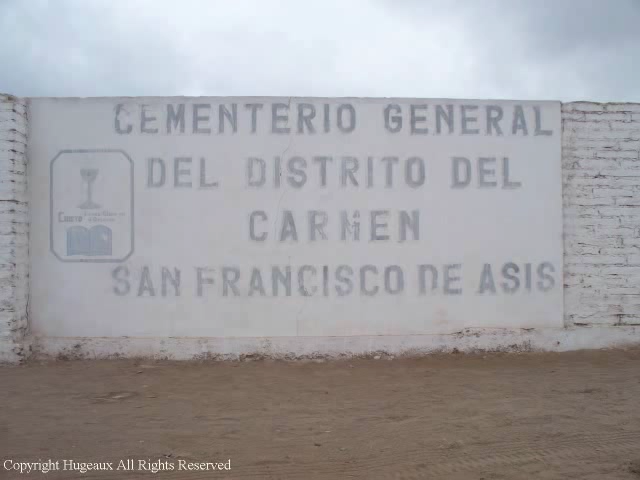 CEMENTERIO GENERAL
DEL DISTRITO DEL
CARMEN
SAN FRANCISCO DE ASIS
Copyright Hugeaux All Rights Reserved